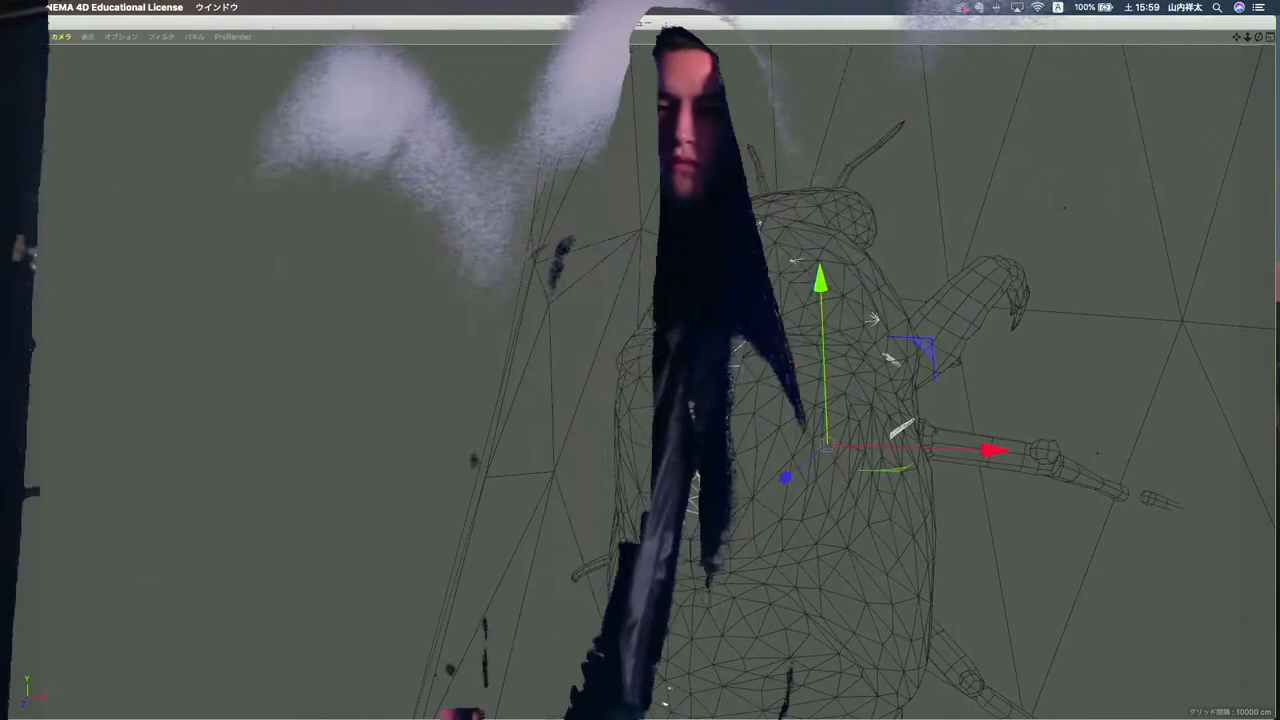 NEMA 4D Educational License ウインドウ 100% 土 15:59 山内祥太
カメラ 表示 オプション フィルタ パネル ProRender
Y
Z
グリッド間隔 : 10000 cm